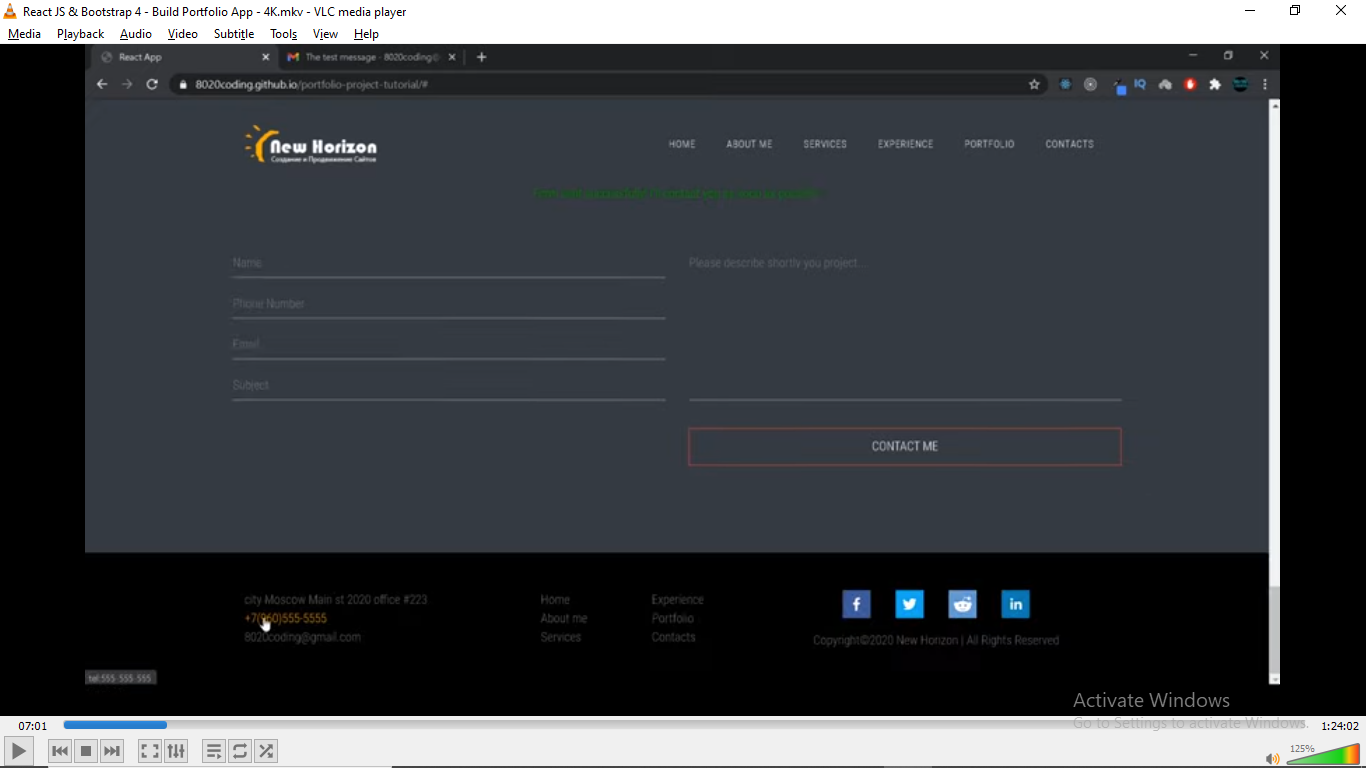 React JS & Bootstrap 4 - Build Portfolio App - 4K.mkv - VLC media player
Media Playback Audio Video Subtitle Tools View Help
React App
The test message - 8020coding@
8020coding.github.io/portfolio-project-tutorial/#
New Horizon
Создание и Продвижение Сайтов
HOME ABOUT ME SERVICES EXPERIENCE PORTFOLIO CONTACTS
Name
Please describe shortly you project...
Phone Number
Email
Subject
CONTACT ME
city Moscow Main st 2020 office #223
+7(960)555-5555
8020coding@gmail.com
Home
About me
Services
Experience
Portfolio
Contacts
f
in
Copyright©2020 New Horizon | All Rights Reserved
tel:555-555-555
Activate Windows
Go to Settings to activate Windows.
07:01
1:24:02
125%